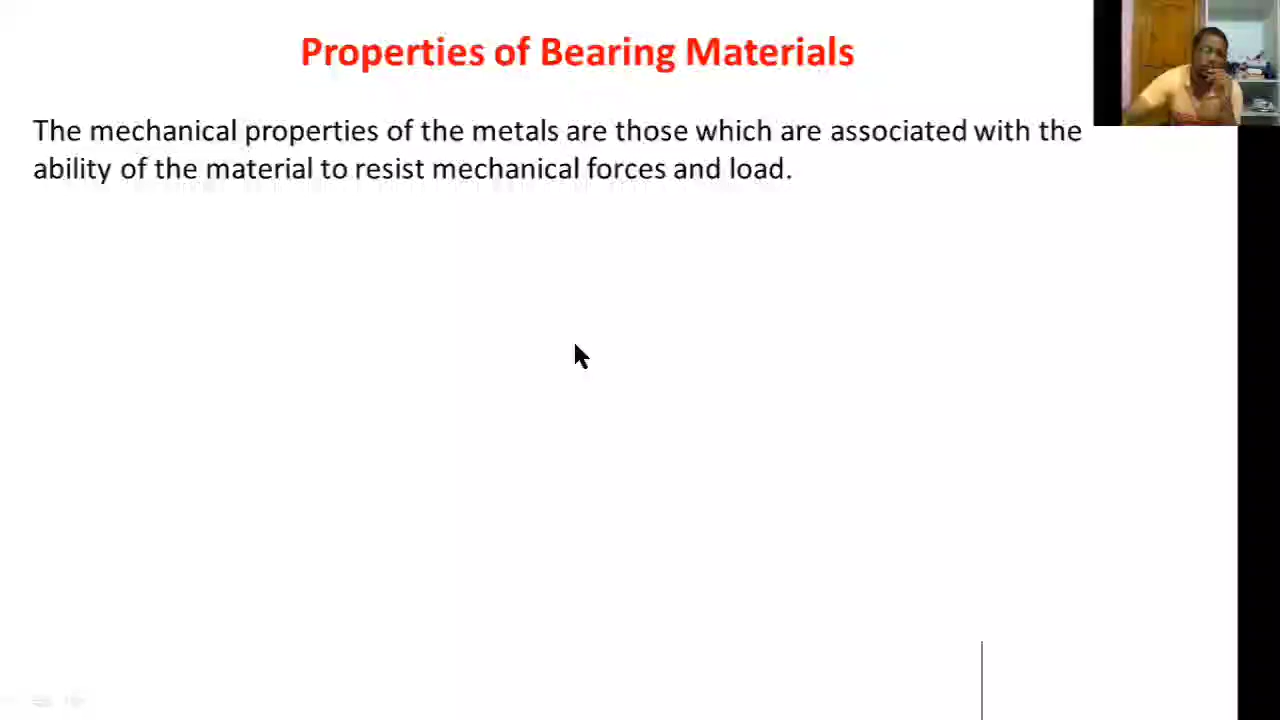 Properties of Bearing Materials
The mechanical properties of the metals are those which are associated with the
ability of the material to resist mechanical forces and load.